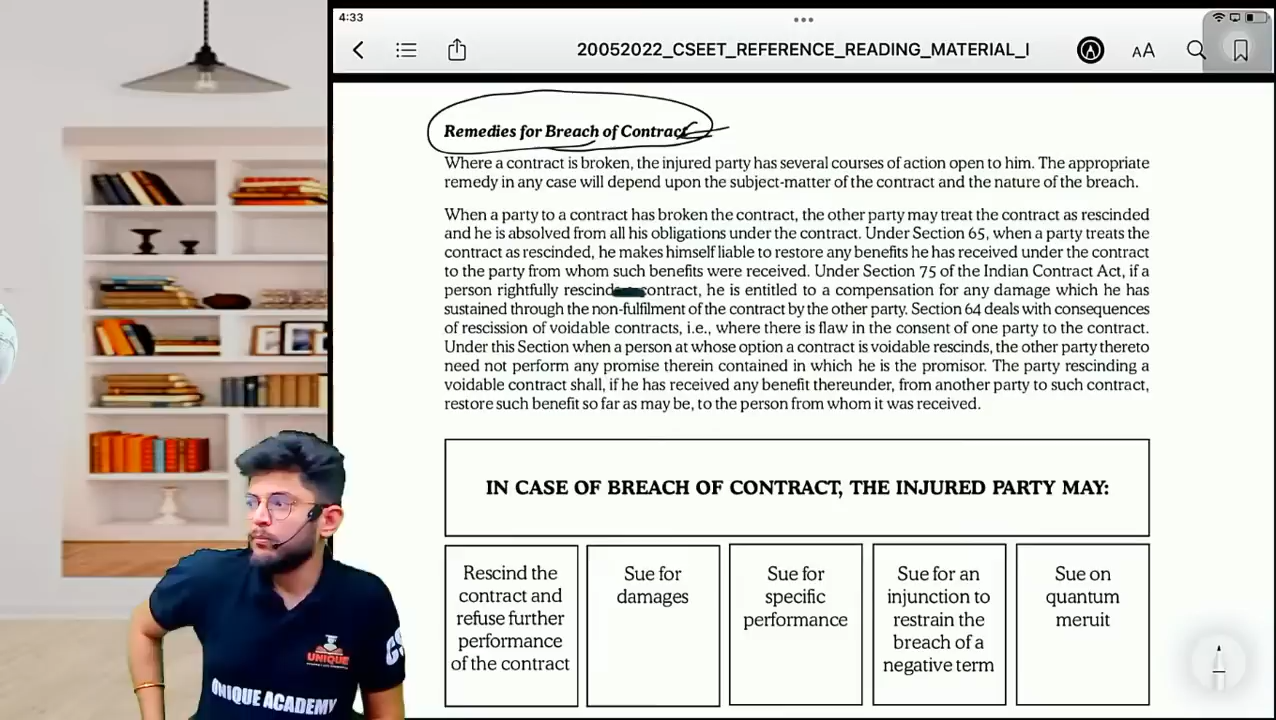 4:33
20052022_CSEET_REFERENCE_READING_MATERIAL_I
AA
Remedies for Breach of Contract
Where a contract is broken, the injured party has several courses of action open to him. The appropriate
remedy in any case will depend upon the subject-matter of the contract and the nature of the breach.
When a party to a contract has broken the contract, the other party may treat the contract as rescinded
and he is absolved from all his obligations under the contract. Under Section 65, when a party treats the
contract as rescinded, he makes himself liable to restore any benefits he has received under the contract
to the party from whom such benefits were received. Under Section 75 of the Indian Contract Act, if a
person rightfully rescinds contract, he is entitled to a compensation for any damage which he has
sustained through the non-fulfilment of the contract by the other party. Section 64 deals with consequences
of rescission of voidable contracts, i.e., where there is flaw in the consent of one party to the contract.
Under this Section when a person at whose option a contract is voidable rescinds, the other party thereto
need not perform any promise therein contained in which he is the promisor. The party rescinding a
voidable contract shall, if he has received any benefit thereunder, from another party to such contract,
restore such benefit so far as may be, to the person from whom it was received.
IN CASE OF BREACH OF CONTRACT, THE INJURED PARTY MAY:
Rescind the
contract and
refuse further
performance
of the contract
Sue for
damages
Sue for
specific
performance
Sue for an
injunction to
restrain the
breach of a
negative term
Sue on
quantum
meruit
UNIQUE
UNIQUE ACADEMY
CS